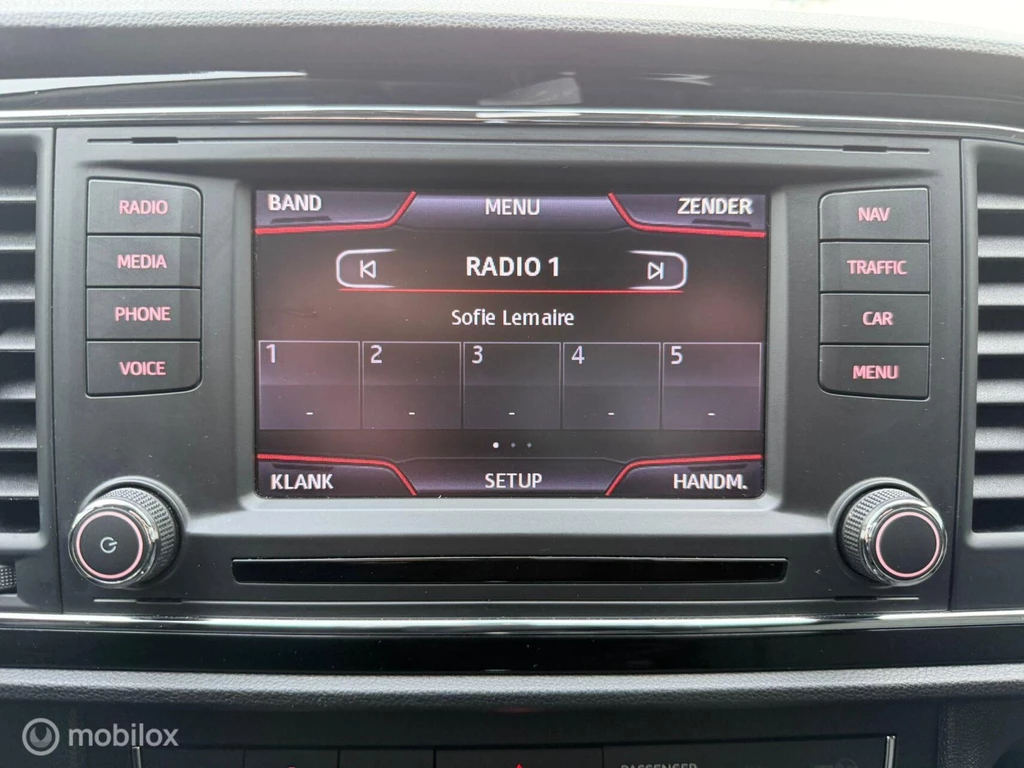 BAND
MENU
ZENDER
RADIO
NAV
MEDIA
RADIO 1
TRAFFIC
PHONE
Sofie Lemaire
CAR
VOICE
1 2 3 4 5
MENU
- - - - -
KLANK
SETUP
HANDM.
mobilox
PASSENGER